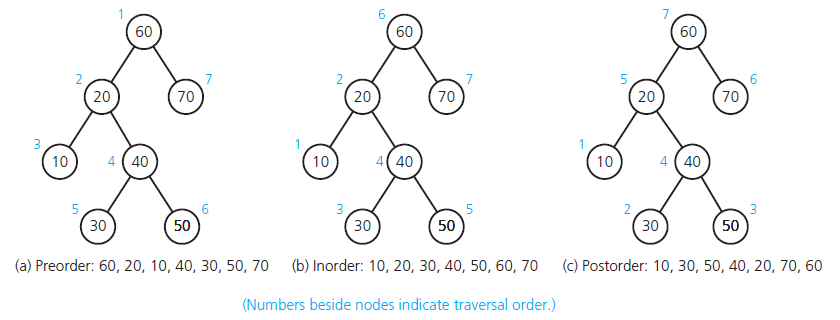 1 6 7
60 60 60
2 7 2 7 5 6
20 70 20 70 20 70
3 1 1
10 4 40 10 4 40 10 4 40
5 6 3 5 2 3
30 50 30 50 30 50
(a) Preorder: 60, 20, 10, 40, 30, 50, 70 (b) Inorder: 10, 20, 30, 40, 50, 60, 70 (c) Postorder: 10, 30, 50, 40, 20, 70, 60
(Numbers beside nodes indicate traversal order.)